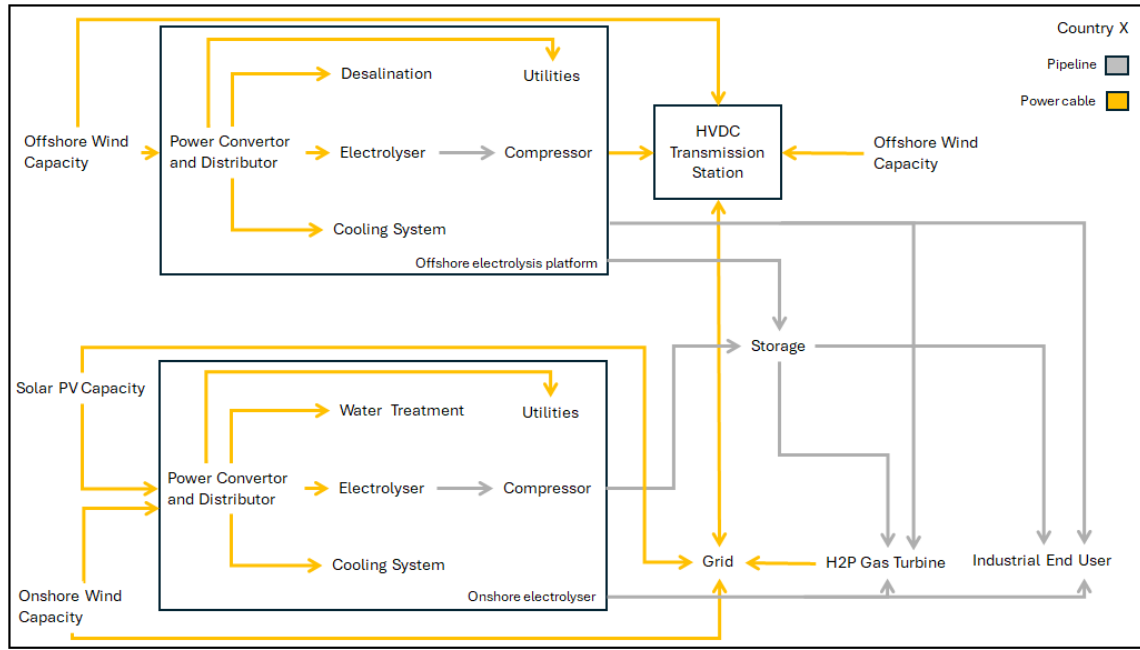 Country X
Pipeline
Power cable
Desalination
Utilities
Offshore Wind
Capacity
Power Convertor
and Distributor
Electrolyser
Compressor
HVDC
Transmission
Station
Offshore Wind
Capacity
Cooling System
Offshore electrolysis platform
Storage
Solar PV Capacity
Water Treatment
Utilities
Power Convertor
and Distributor
Electrolyser
Compressor
Cooling System
Grid
H2P Gas Turbine
Industrial End User
Onshore Wind
Capacity
Onshore electrolyser